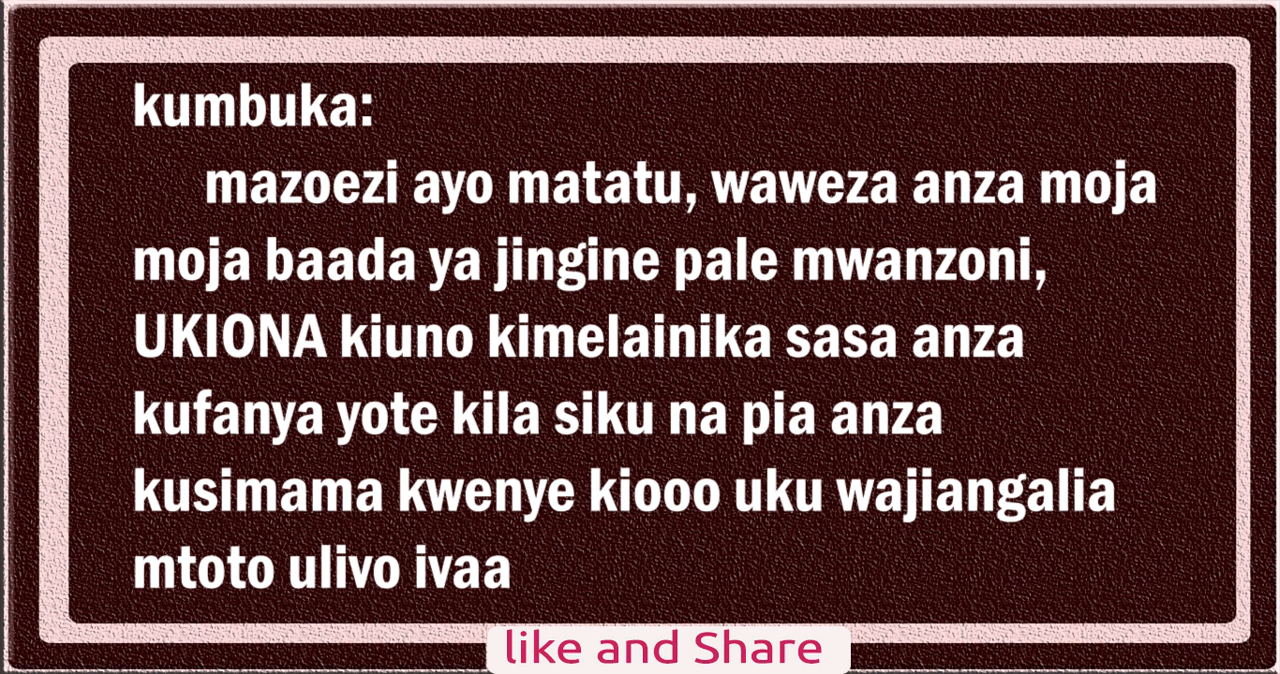 kumbuka:
mazoezi ayo matatu, waweza anza moja
moja baada ya jingine pale mwanzoni,
UKIONA kiuno kimelainika sasa anza
kufanya yote kila siku na pia anza
kusimama kwenye kiooo uku wajiangalia
mtoto ulivo ivaa
like and Share